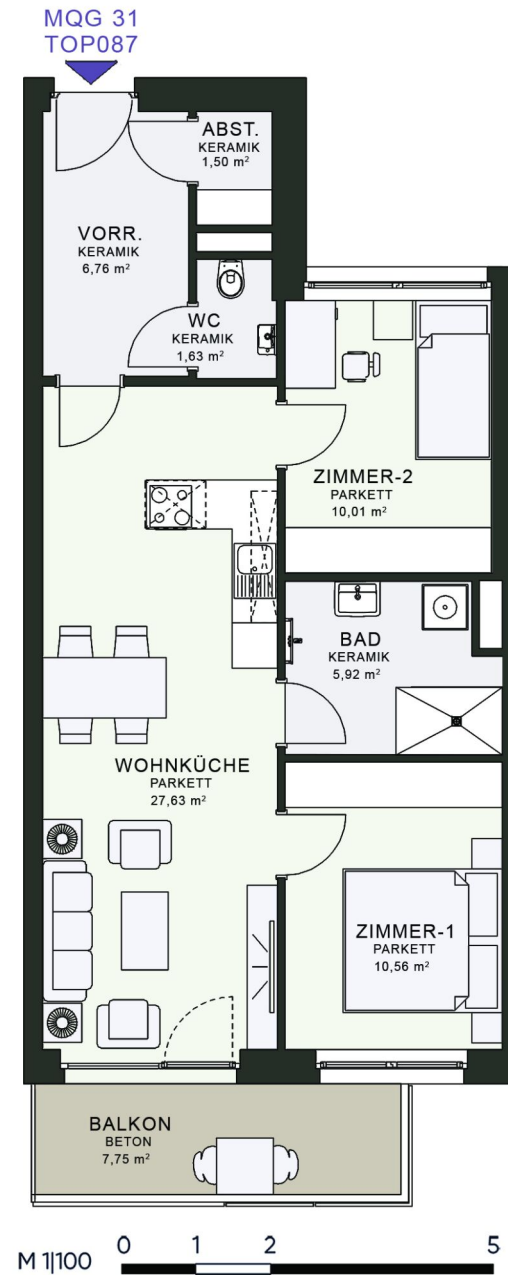 MQG 31
TOP087
ABST.
KERAMIK
1,50 m²
VORR.
KERAMIK
6,76 m²
WC
KERAMIK
1,63 m²
ZIMMER-2
PARKETT
10,01 m²
BAD
KERAMIK
5,92 m²
WOHNKÜCHE
PARKETT
27,63 m²
ZIMMER-1
PARKETT
10,56 m²
BALKON
BETON
7,75 m²
M 1|100 0 1 2 5